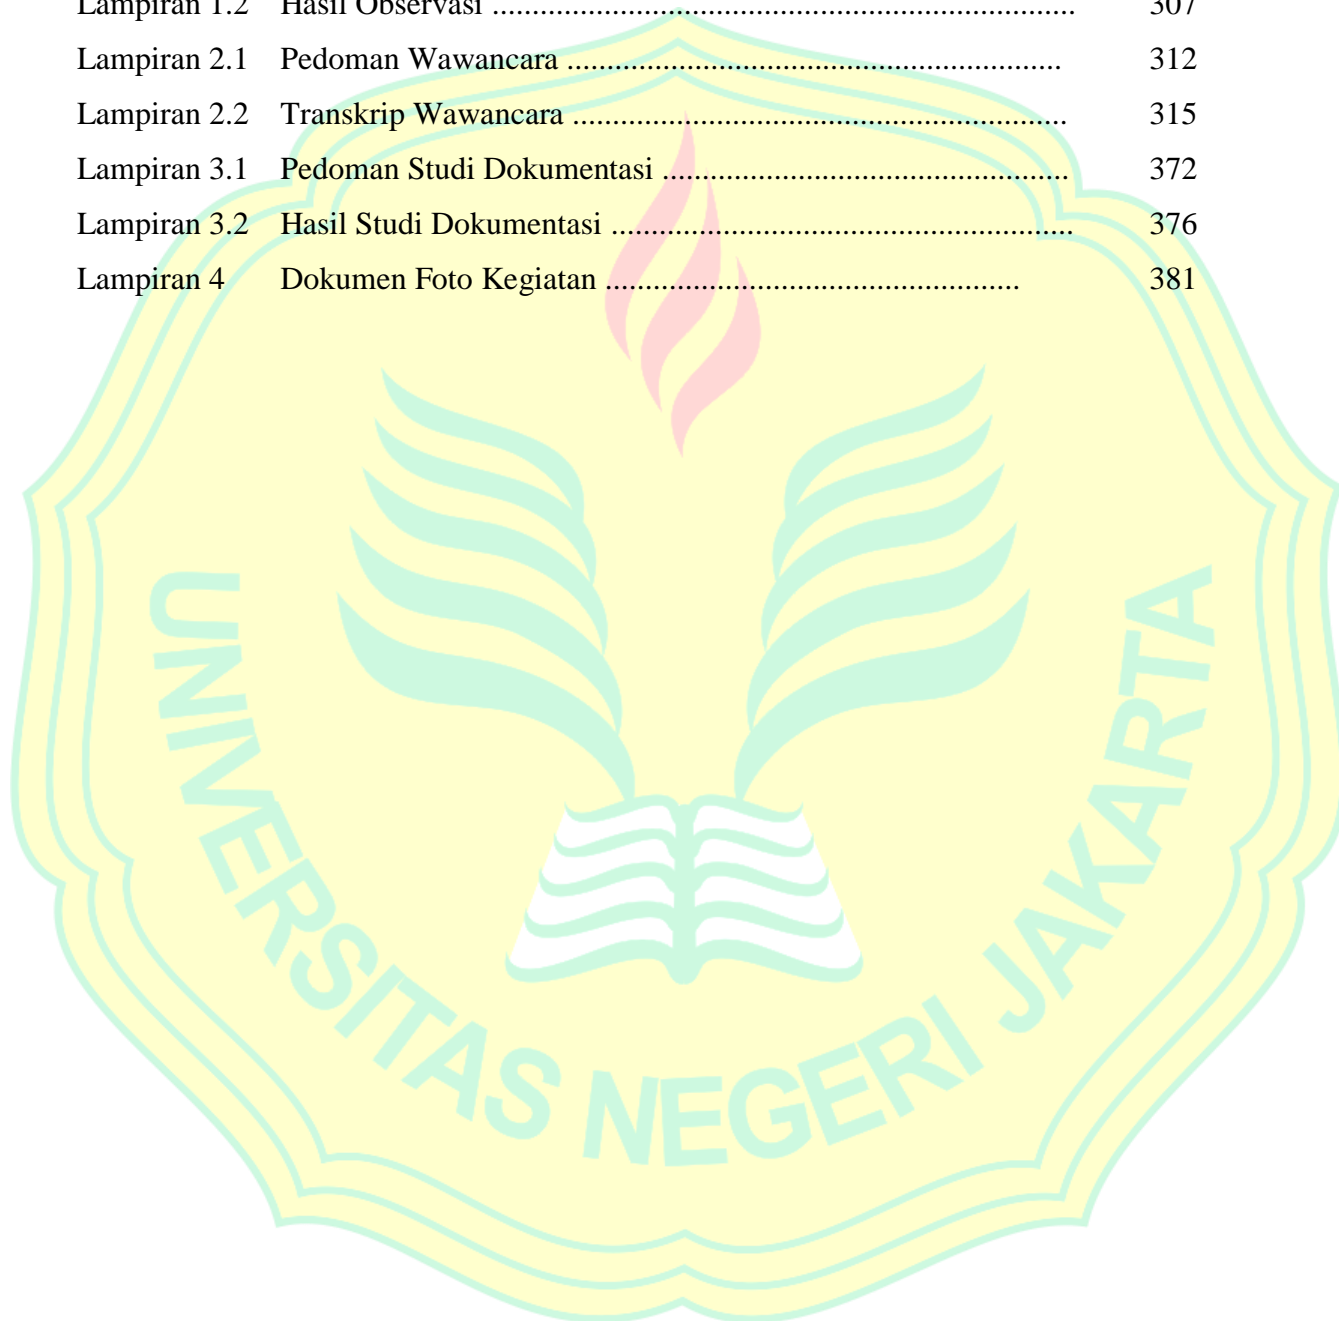 Lampiran 1.2 Hasil Observasi ........................................................................ 307
Lampiran 2.1 Pedoman Wawancara ............................................................. 312
Lampiran 2.2 Transkrip Wawancara ............................................................. 315
Lampiran 3.1 Pedoman Studi Dokumentasi .................................................. 372
Lampiran 3.2 Hasil Studi Dokumentasi ......................................................... 376
Lampiran 4 Dokumen Foto Kegiatan ................................................... 381
UNIVERSITAS NEGERI JAKARTA